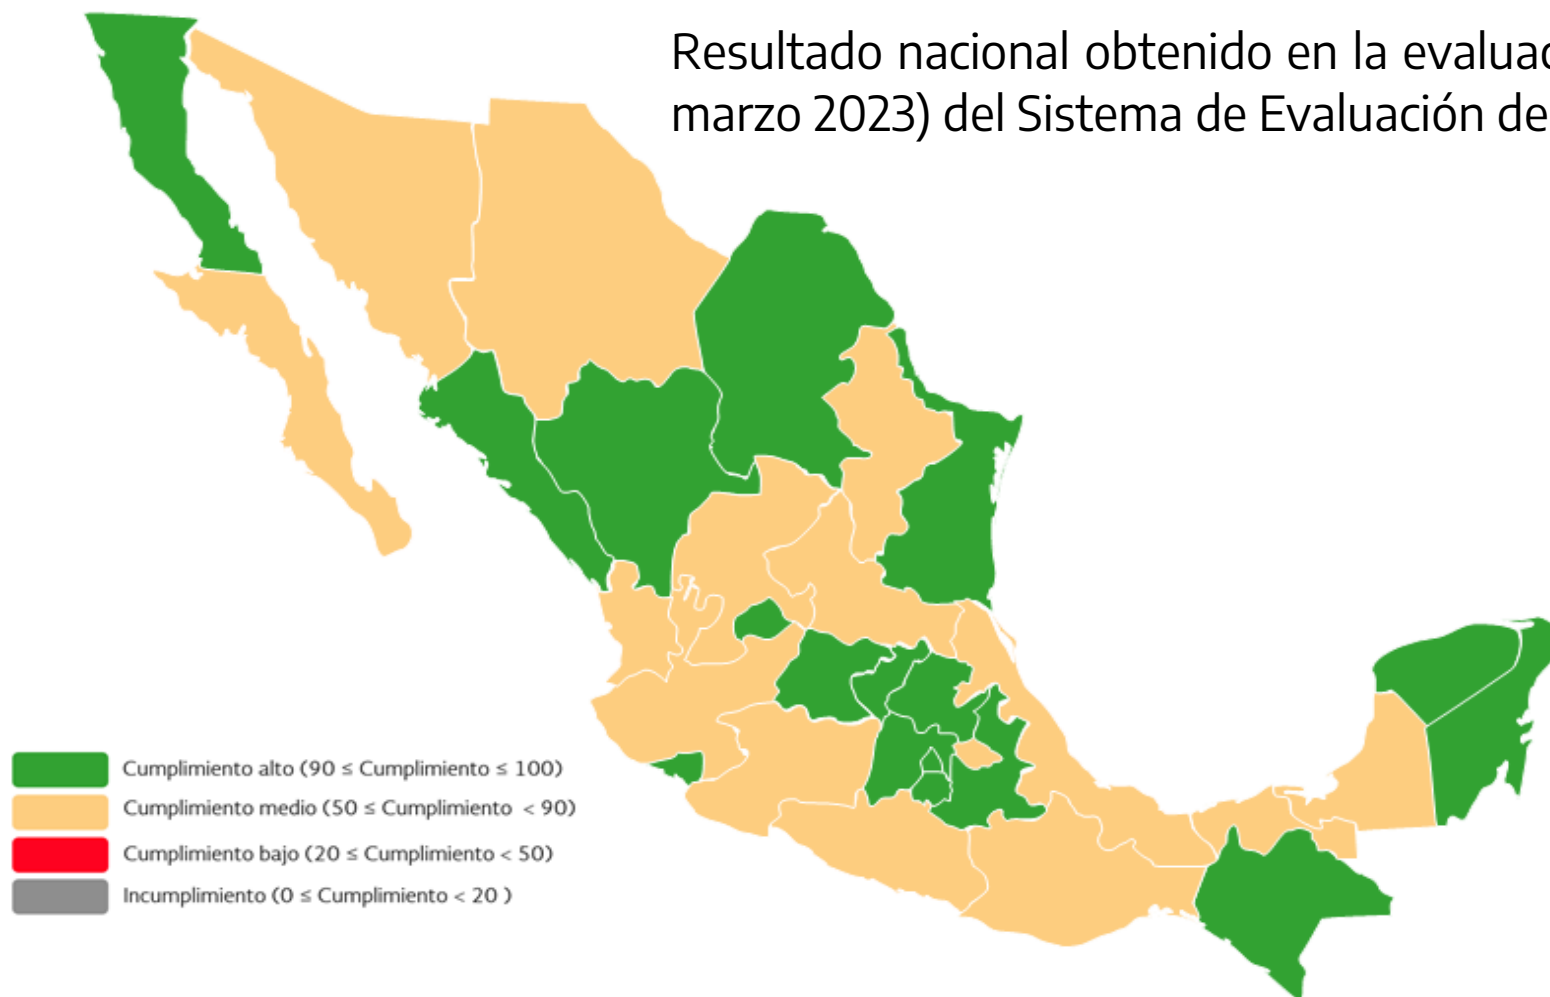 Resultado nacional obtenido en la
marzo 2023) del Sistema de Evaluación de
Cumplimiento alto (90 ≤ Cumplimiento ≤ 100)
Cumplimiento medio (50 ≤ Cumplimiento < 90)
Cumplimiento bajo (20 ≤ Cumplimiento < 50)
Incumplimiento (0 ≤ Cumplimiento < 20 )